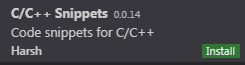 C/C++ Snippets 0.0.14
Code snippets for C/C++
Harsh Install